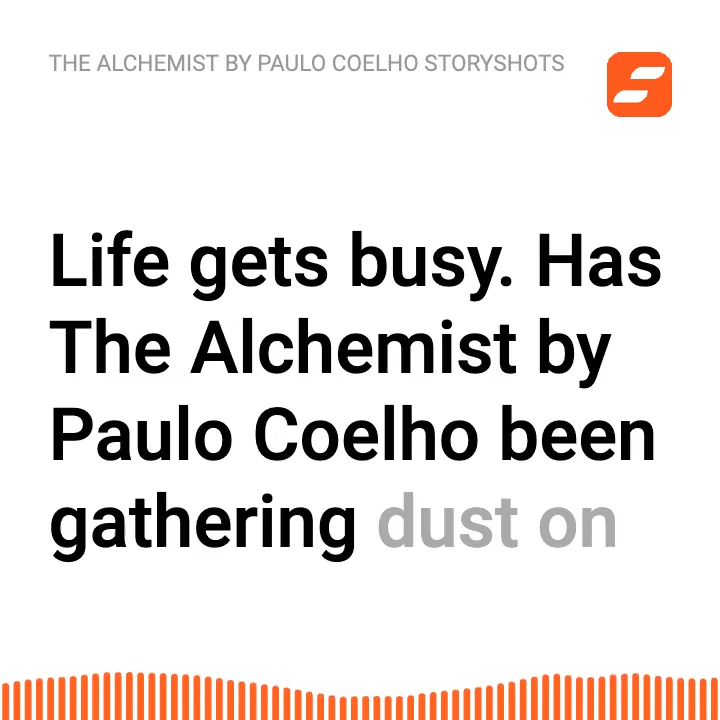 THE ALCHEMIST BY PAULO COELHO STORYSHOTS
Life gets busy. Has
The Alchemist by
Paulo Coelho been
gathering dust on